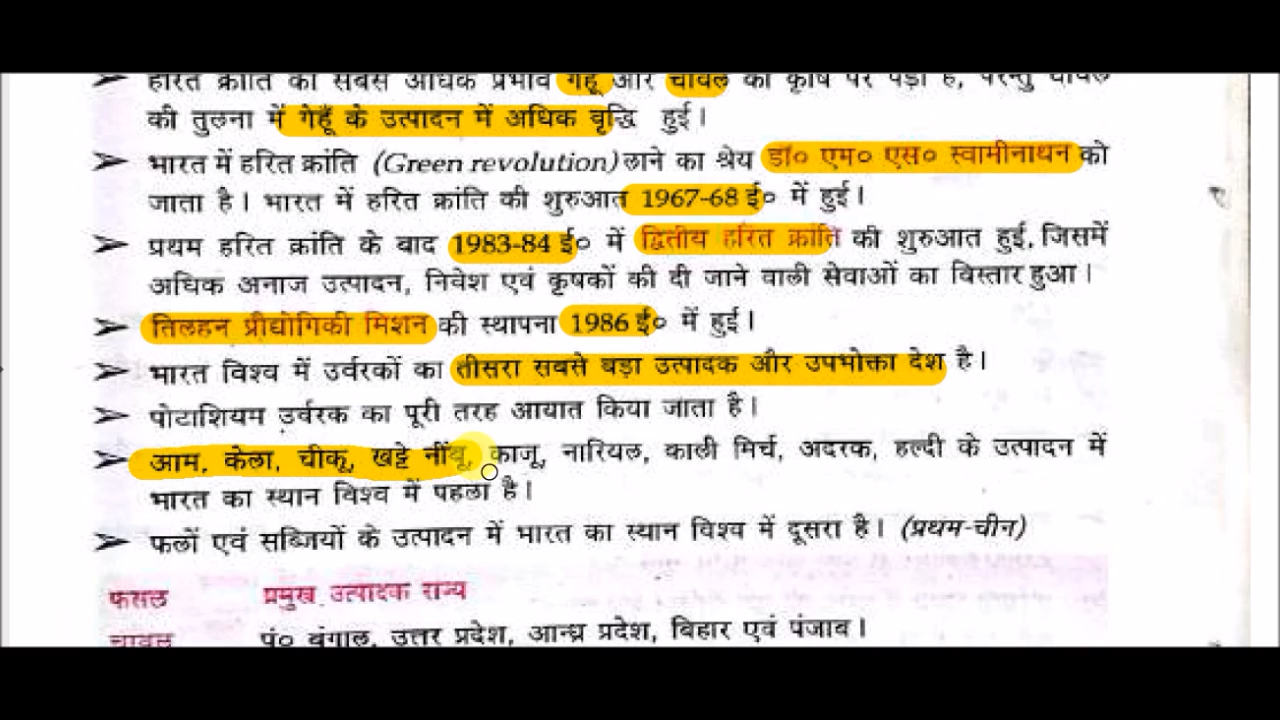 हरित क्रांति का सबसे अधिक प्रभाव गेहूँ और चावल की कृषि पर पड़ा है, परन्तु चावल
की तुलना में गेहूँ के उत्पादन में अधिक वृद्धि हुई।
➢ भारत में हरित क्रांति (Green revolution) लाने का श्रेय डॉ० एम० एस० स्वामीनाथन को
जाता है। भारत में हरित क्रांति की शुरुआत 1967-68 ई० में हुई।
➢ प्रथम हरित क्रांति के बाद 1983-84 ई० में द्वितीय हरित क्रांति की शुरुआत हुई, जिसमें
अधिक अनाज उत्पादन, निवेश एवं कृषकों की दी जाने वाली सेवाओं का विस्तार हुआ।
➢ तिलहन प्रौद्योगिकी मिशन की स्थापना 1986 ई० में हुई।
➢ भारत विश्व में उर्वरकों का तीसरा सबसे बड़ा उत्पादक और उपभोक्ता देश है।
➢ पोटाशियम उर्वरक का पूरी तरह आयात किया जाता है।
➢ आम, केला, चीकू, खट्टे नींबू, काजू, नारियल, काली मिर्च, अदरक, हल्दी के उत्पादन में
भारत का स्थान विश्व में पहला है।
➢ फलों एवं सब्जियों के उत्पादन में भारत का स्थान विश्व में दूसरा है। (प्रथम-चीन)
फसल प्रमुख उत्पादक राज्य
चावल पं० बंगाल, उत्तर प्रदेश, आन्ध्र प्रदेश, बिहार एवं पंजाब।